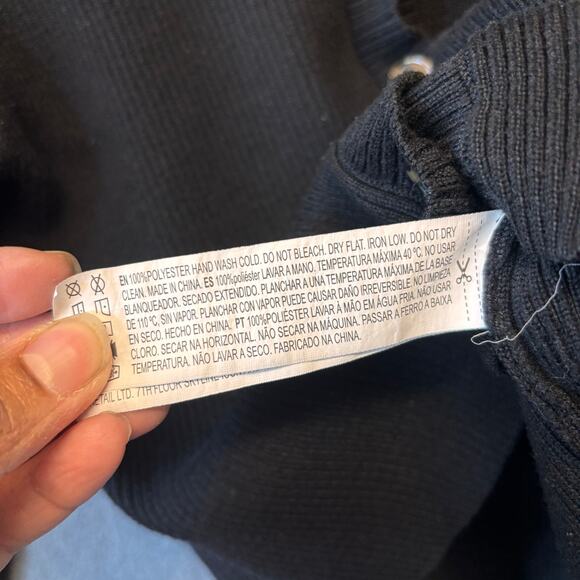 EN 100%POLYESTER HAND WASH COLD. DO NOT BLEACH. DRY FLAT. IRON LOW. DO NOT DRY
CLEAN. MADE IN CHINA. ES 100%poliéster LAVAR A MANO. TEMPERATURA MÁXIMA 40 ºC. NO USAR
BLANQUEADOR. SECADO EXTENDIDO. PLANCHAR A UNA TEMPERATURA MÁXIMA DE LA BASE
DE 110 ºC, SIN VAPOR. PLANCHAR CON VAPOR PUEDE CAUSAR DAÑO IRREVERSIBLE. NO LIMPIEZA
EN SECO. HECHO EN CHINA. PT 100%POLIÉSTER LAVAR À MÃO EM ÁGUA FRIA. NÃO USAR
CLORO. SECAR NA HORIZONTAL. NÃO SECAR NA MÁQUINA. PASSAR A FERRO A BAIXA
TEMPERATURA. NÃO LAVAR A SECO. FABRICADO NA CHINA.
LTD. 7TH FLOOR SKYLINE